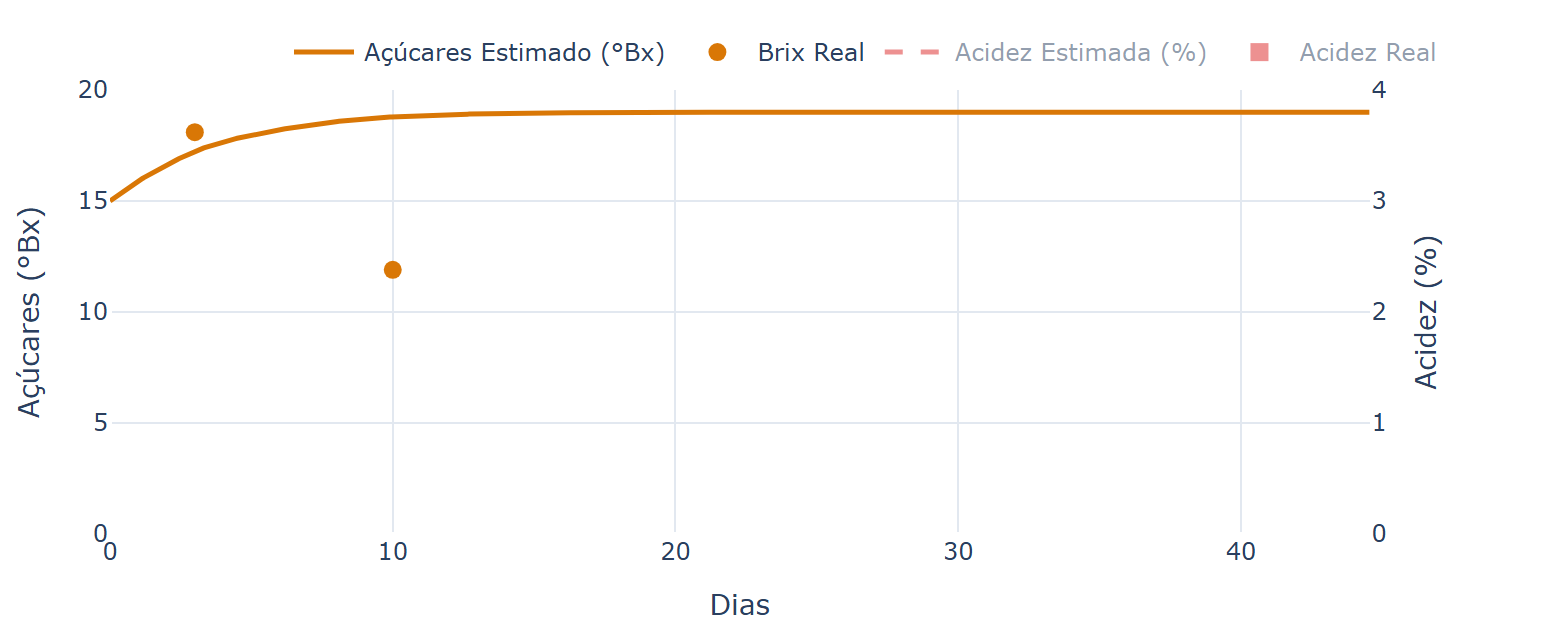 Açúcares Estimado (°Bx) Brix Real Acidez Estimada (%) Acidez Real
20 4
15 3
10 2
5 1
0 0
Açúcares (°Bx)
Acidez (%)
0 10 20 30 40
Dias